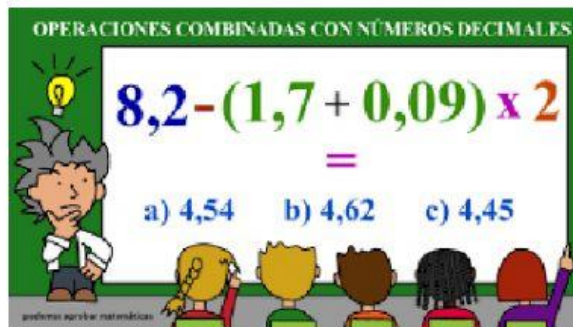 OPERACIONES COMBINADAS CON NÚMEROS DECIMALES
8,2-(1,7 + 0,09) x 2
=
a) 4,54 b) 4,62 c) 4,45
podemos aprobar matemáticas